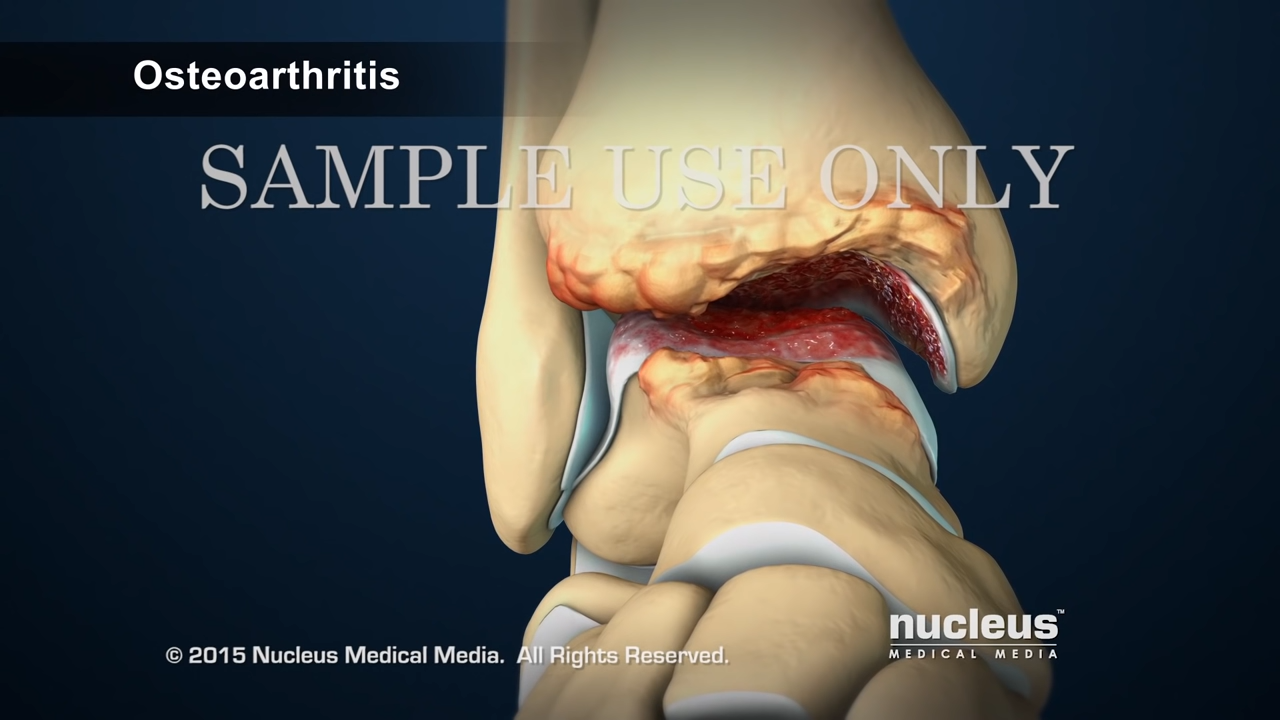 Osteoarthritis
SAMPLE USE ONLY
nucleus™
MEDICAL MEDIA
© 2015 Nucleus Medical Media. All Rights Reserved.